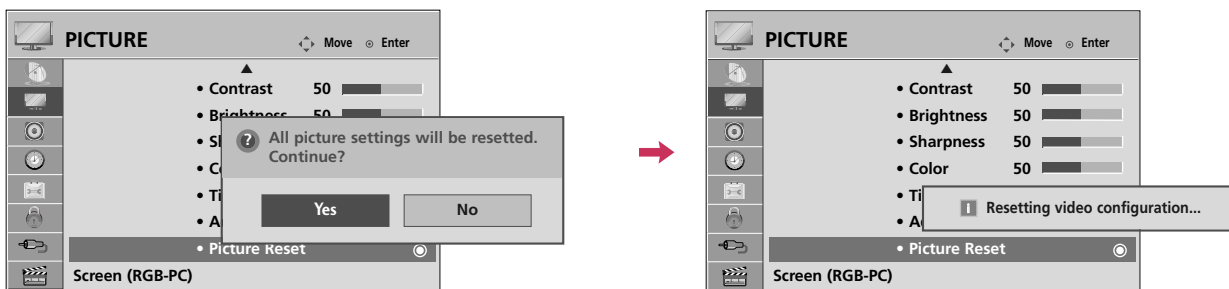 PICTURE
Move
Enter
• Contrast 50
• Brightness 50
All picture settings will be resetted.
Continue?
Yes
No
• Picture Reset
Screen (RGB-PC)
PICTURE
Move
Enter
• Contrast 50
• Brightness 50
• Sharpness 50
• Color 50
• Ti
Resetting video configuration...
• Picture Reset
Screen (RGB-PC)